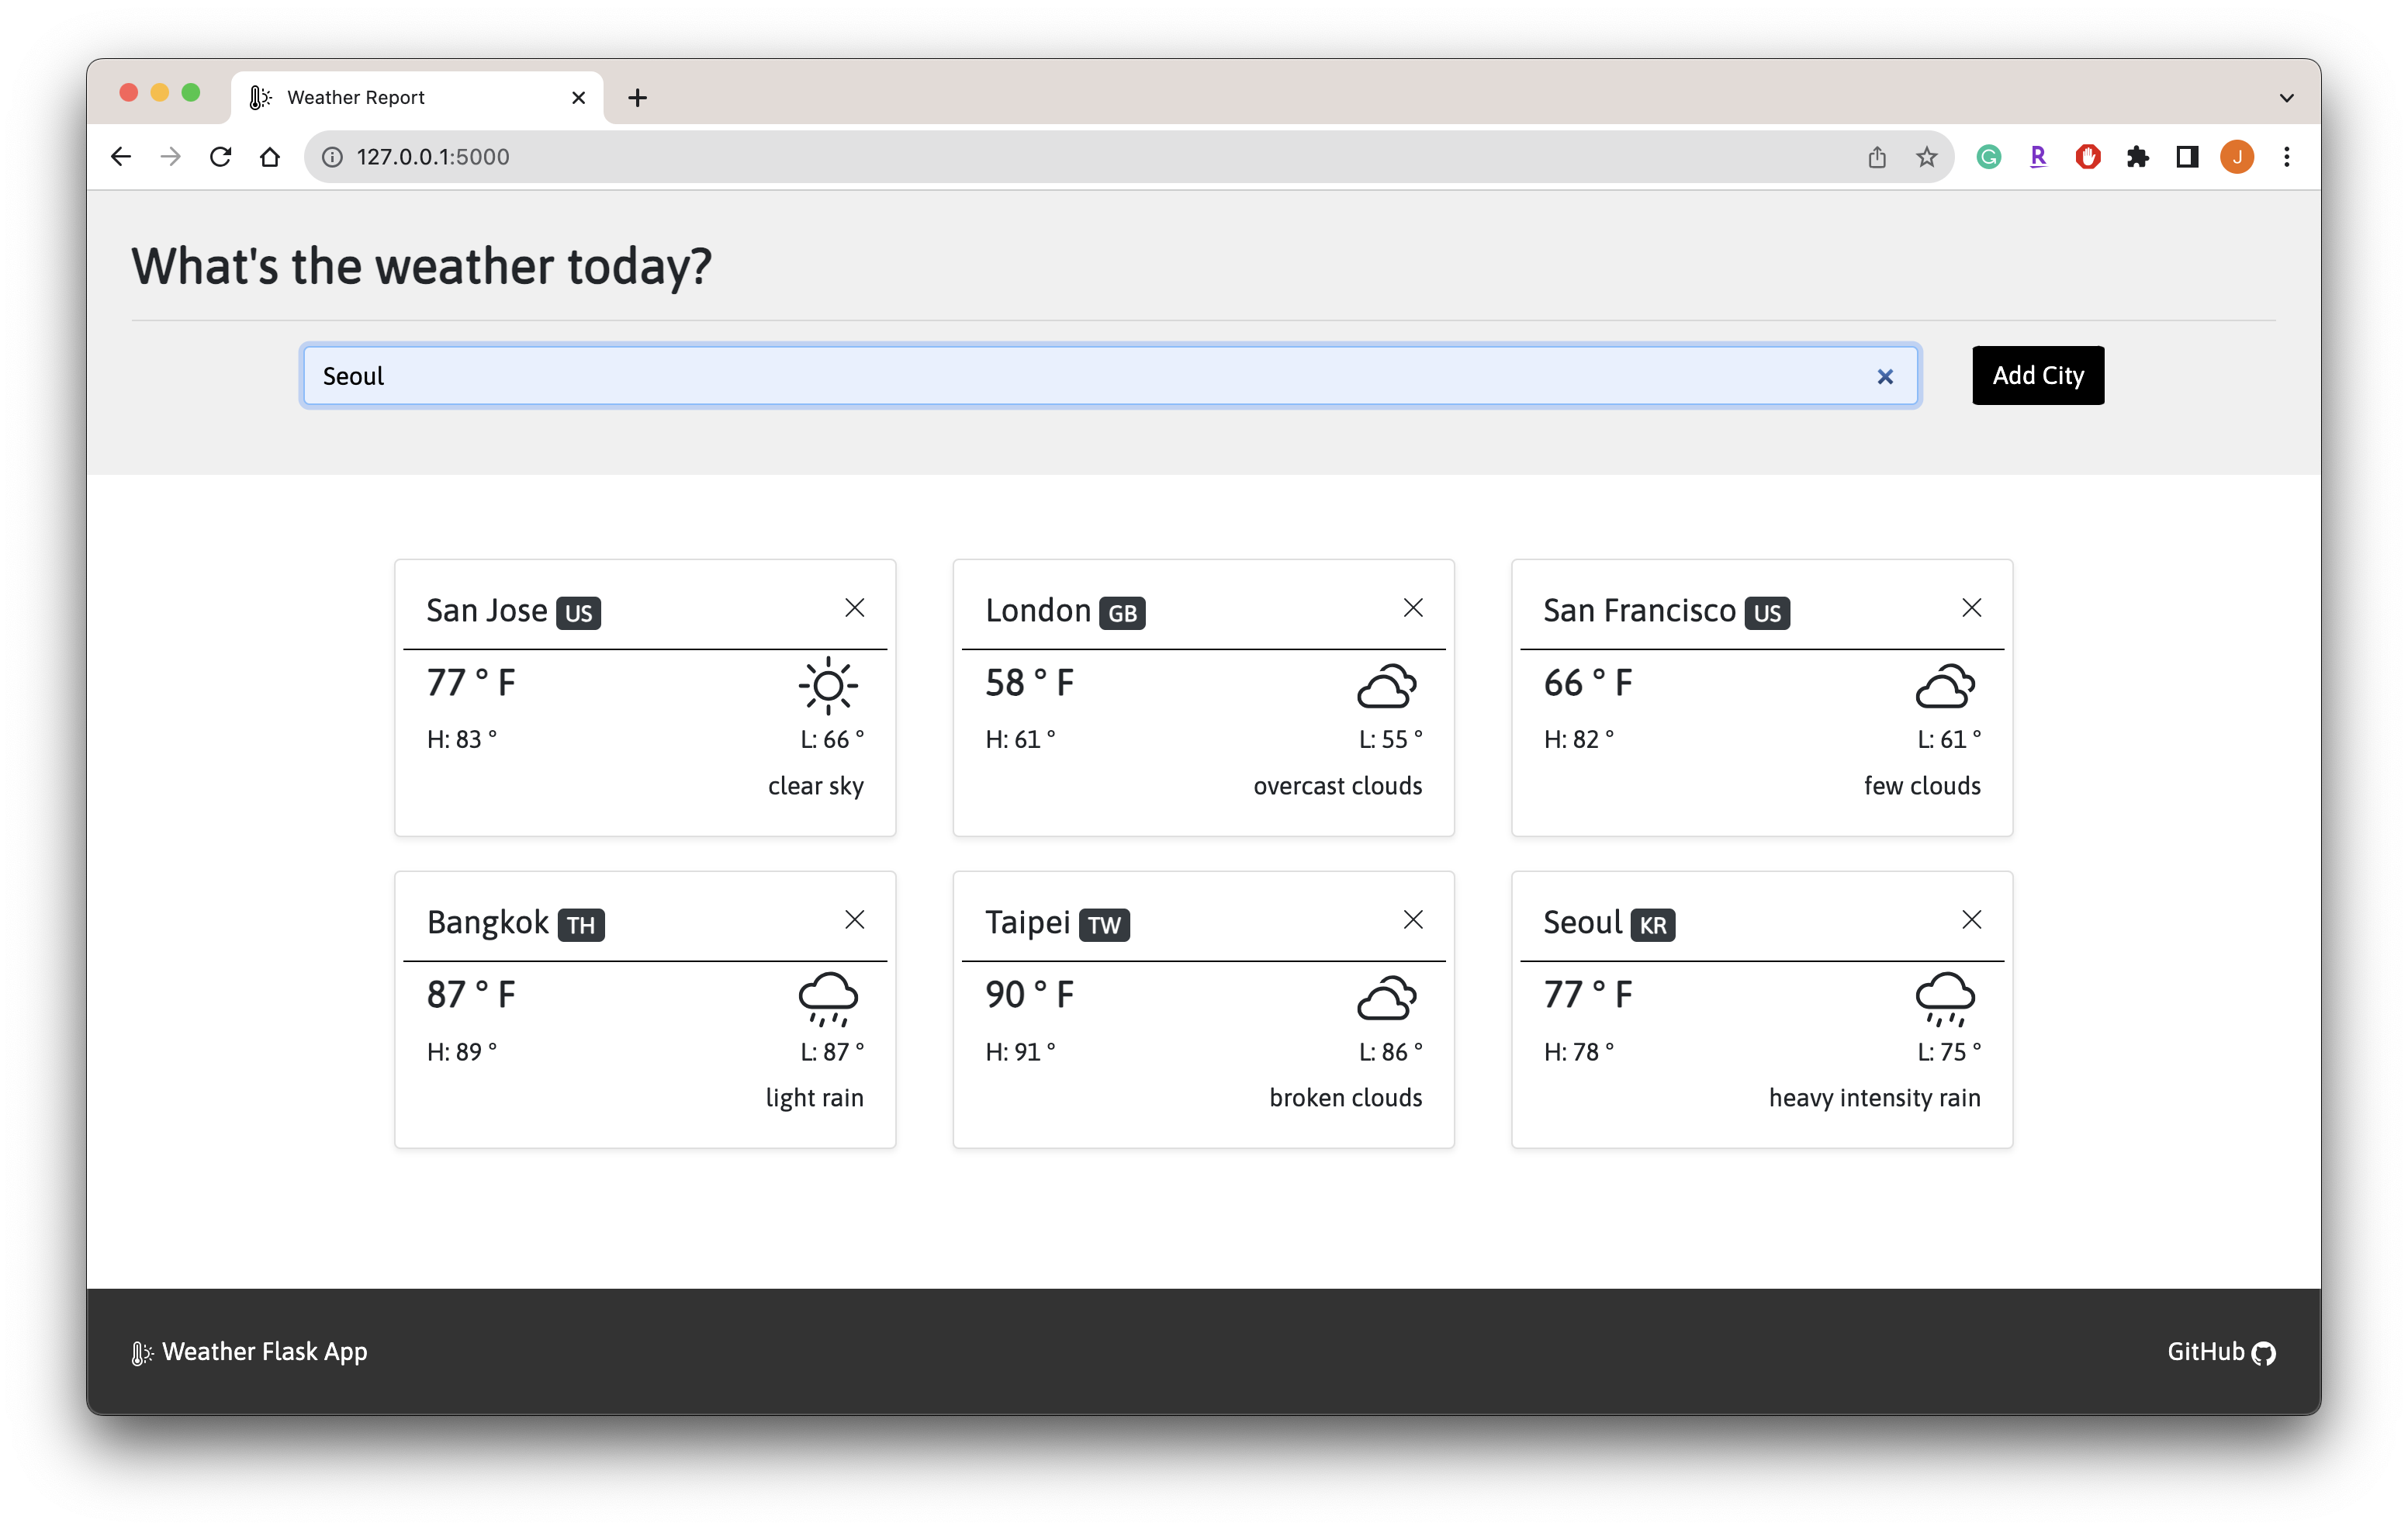 Weather Report
127.0.0.1:5000
G
R
J
What's the weather today?
Seoul
Add City
San Jose US
77 ° F
H: 83 ° L: 66 °
clear sky
London GB
58 ° F
H: 61 ° L: 55 °
overcast clouds
San Francisco US
66 ° F
H: 82 ° L: 61 °
few clouds
Bangkok TH
87 ° F
H: 89 ° L: 87 °
light rain
Taipei TW
90 ° F
H: 91 ° L: 86 °
broken clouds
Seoul KR
77 ° F
H: 78 ° L: 75 °
heavy intensity rain
Weather Flask App
GitHub